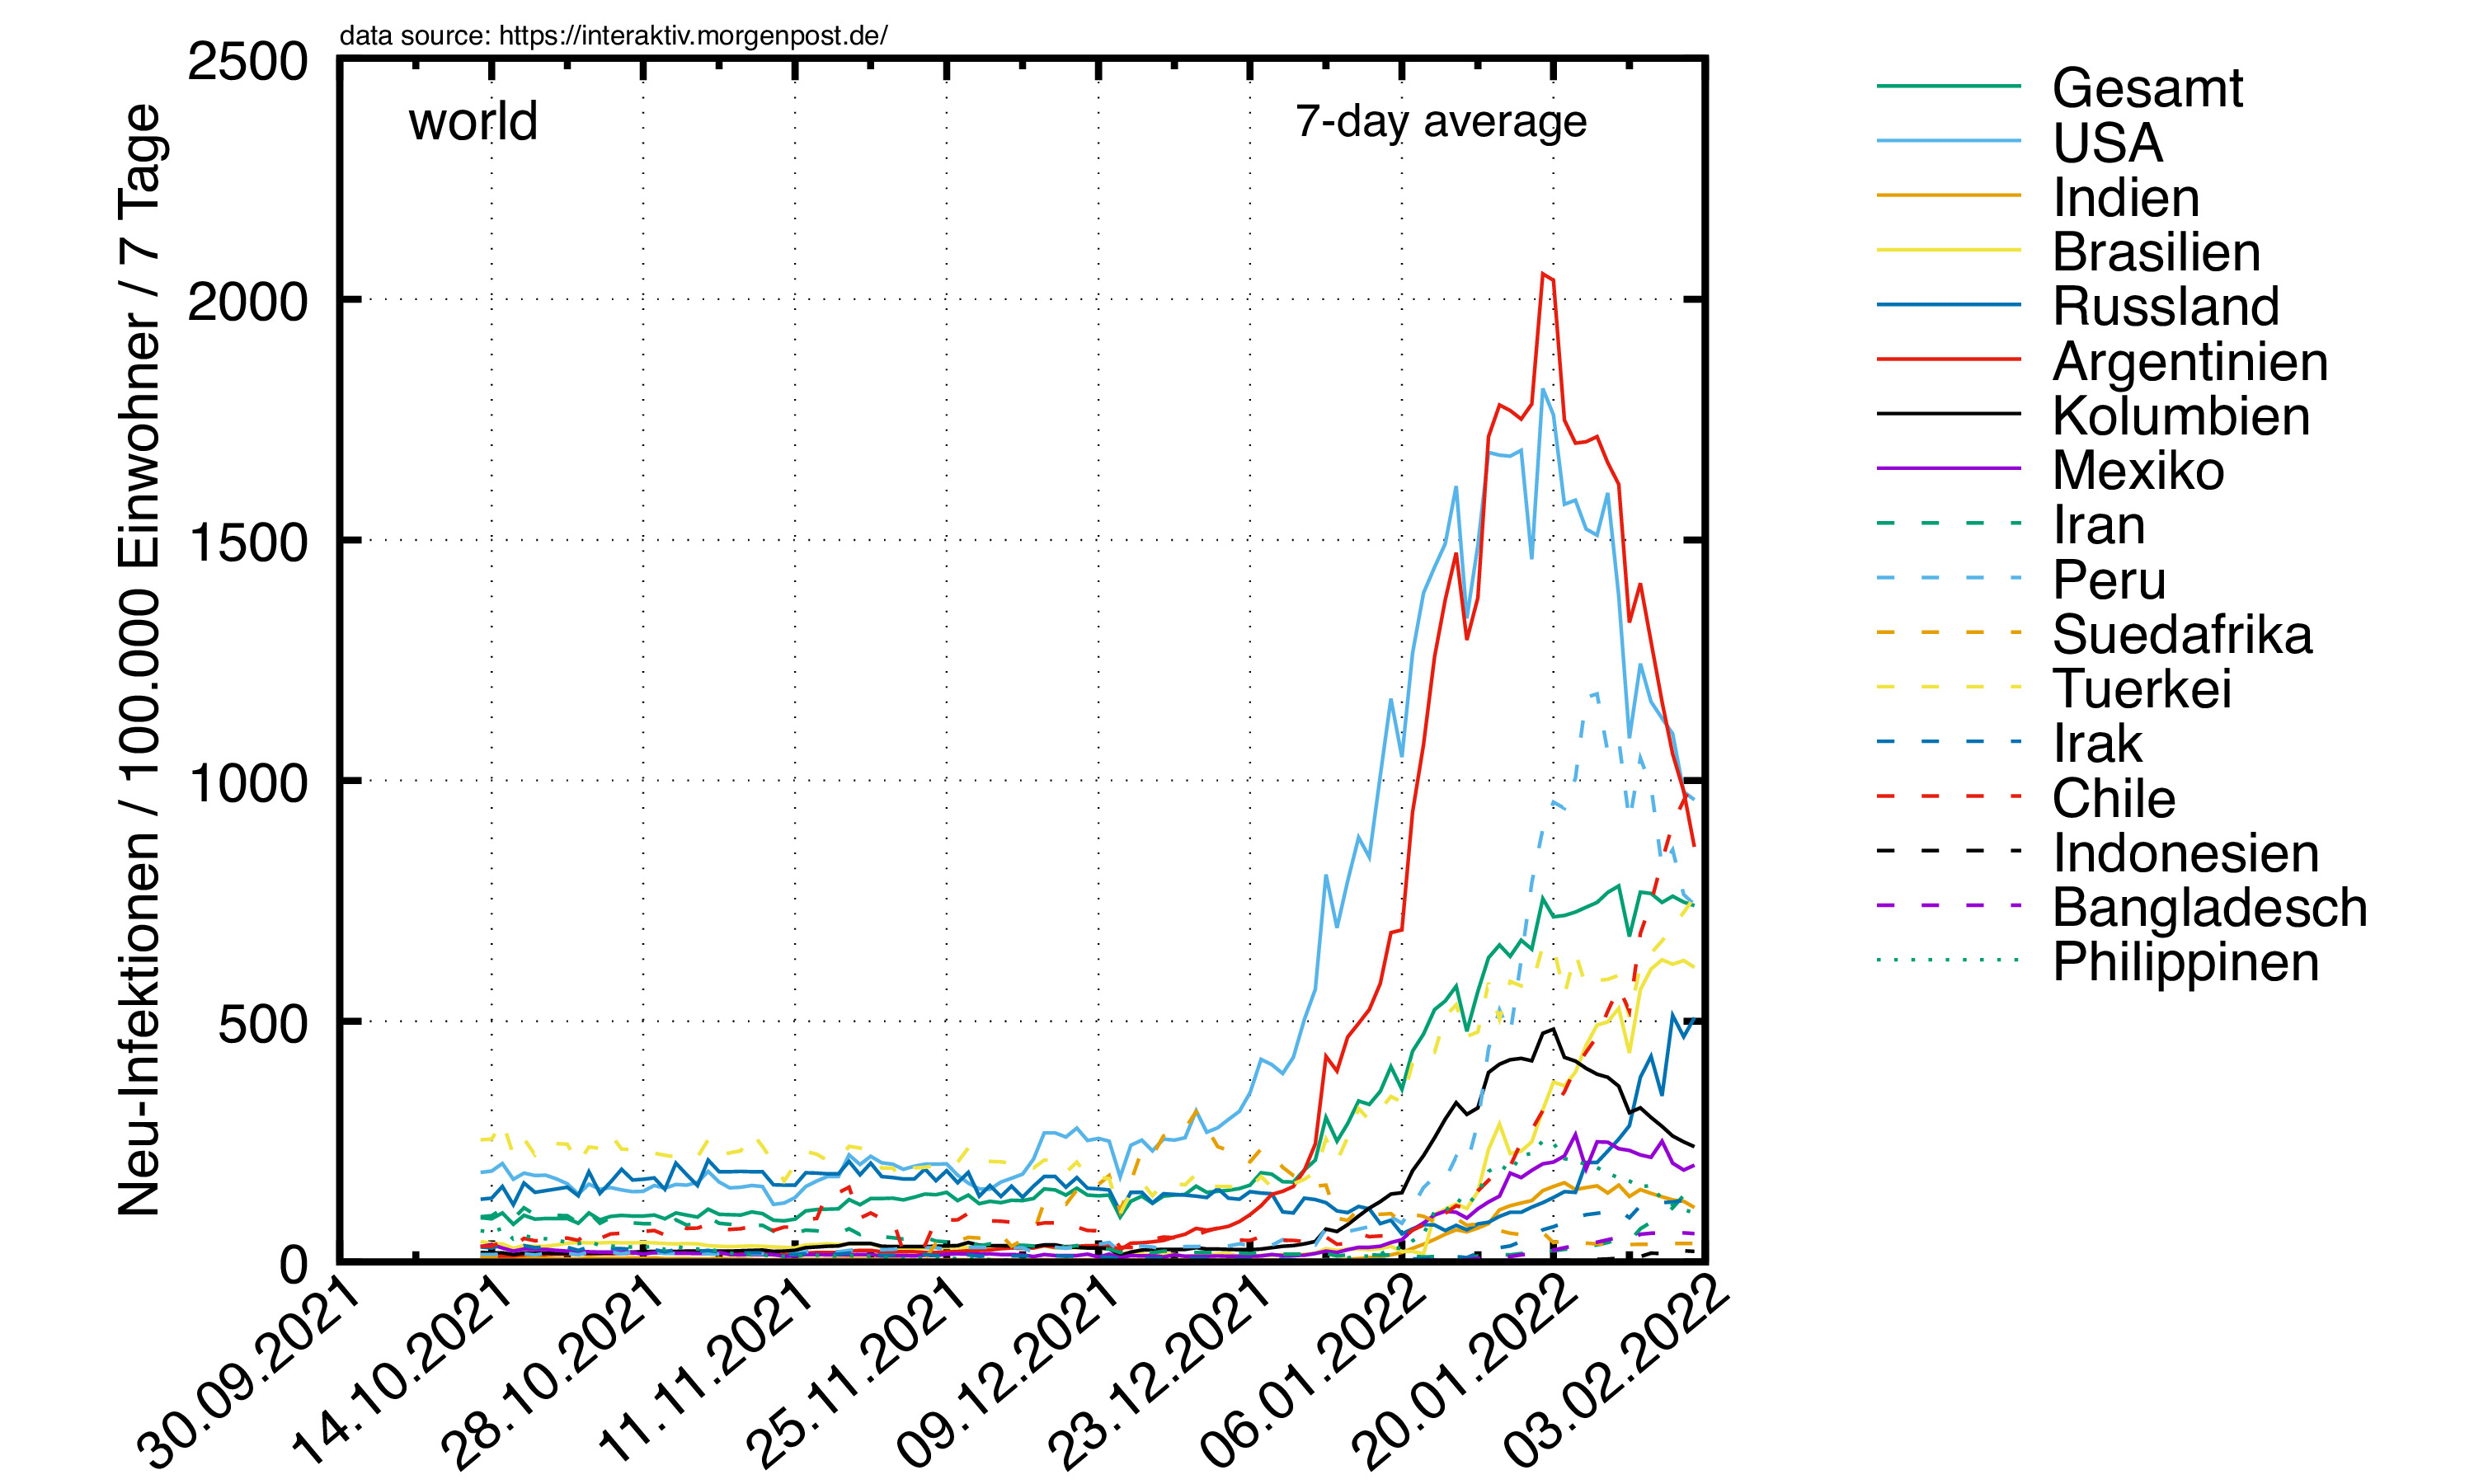 data source: https://interaktiv.morgenpost.de/
world
7-day average
Neu-Infektionen / 100.000 Einwohner / 7 Tage
2500
2000
1500
1000
500
0
30.09.2021
14.10.2021
28.10.2021
11.11.2021
25.11.2021
09.12.2021
23.12.2021
06.01.2022
20.01.2022
03.02.2022
Gesamt
USA
Indien
Brasilien
Russland
Argentinien
Kolumbien
Mexiko
Iran
Peru
Suedafrika
Tuerkei
Irak
Chile
Indonesien
Bangladesch
Philippinen